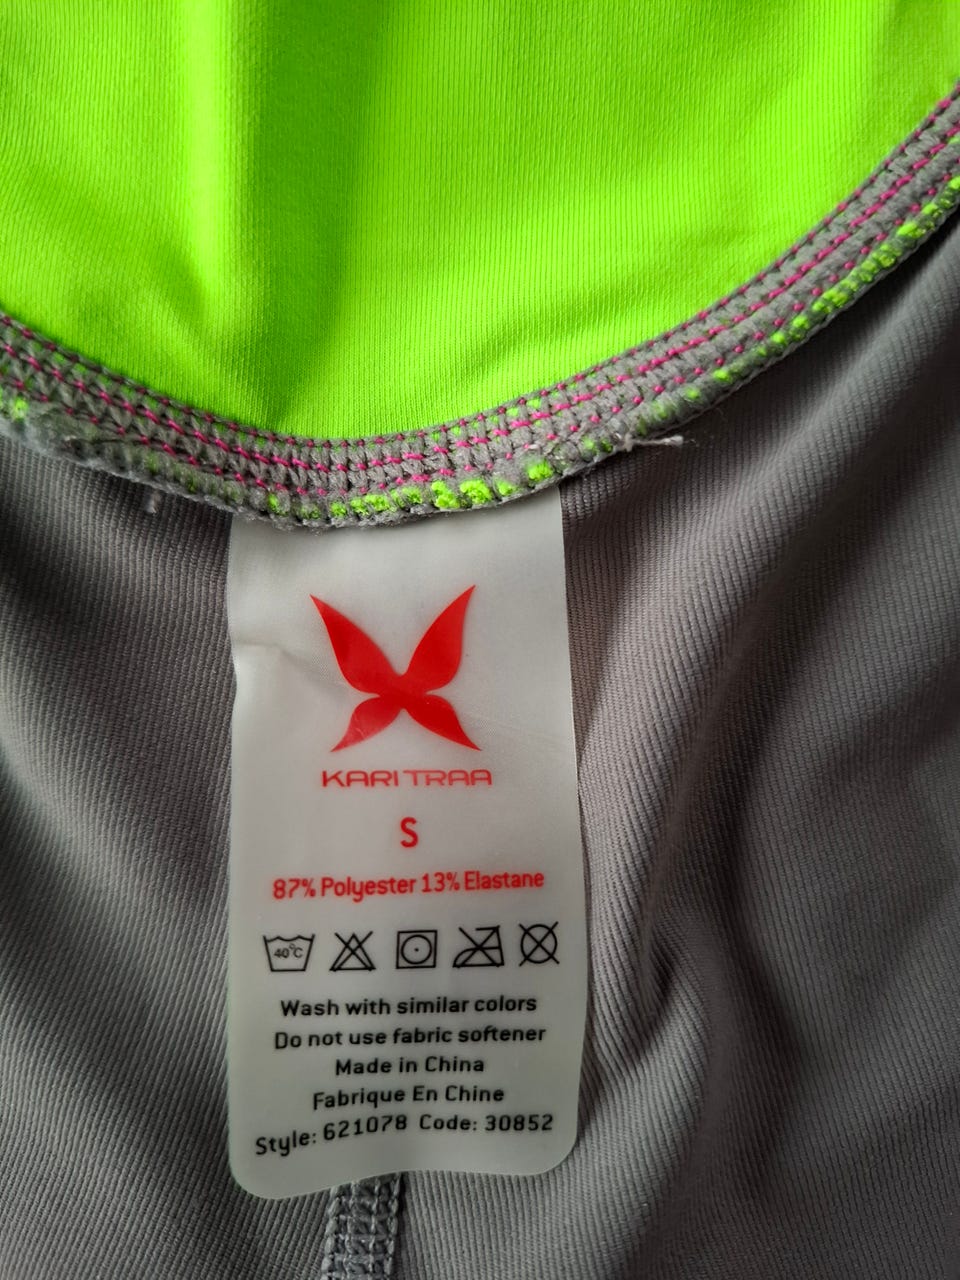 KARI TRAA
S
87% Polyester 13% Elastane
40°C
Wash with similar colors
Do not use fabric softener
Made in China
Fabrique En Chine
Style: 621078 Code: 30852